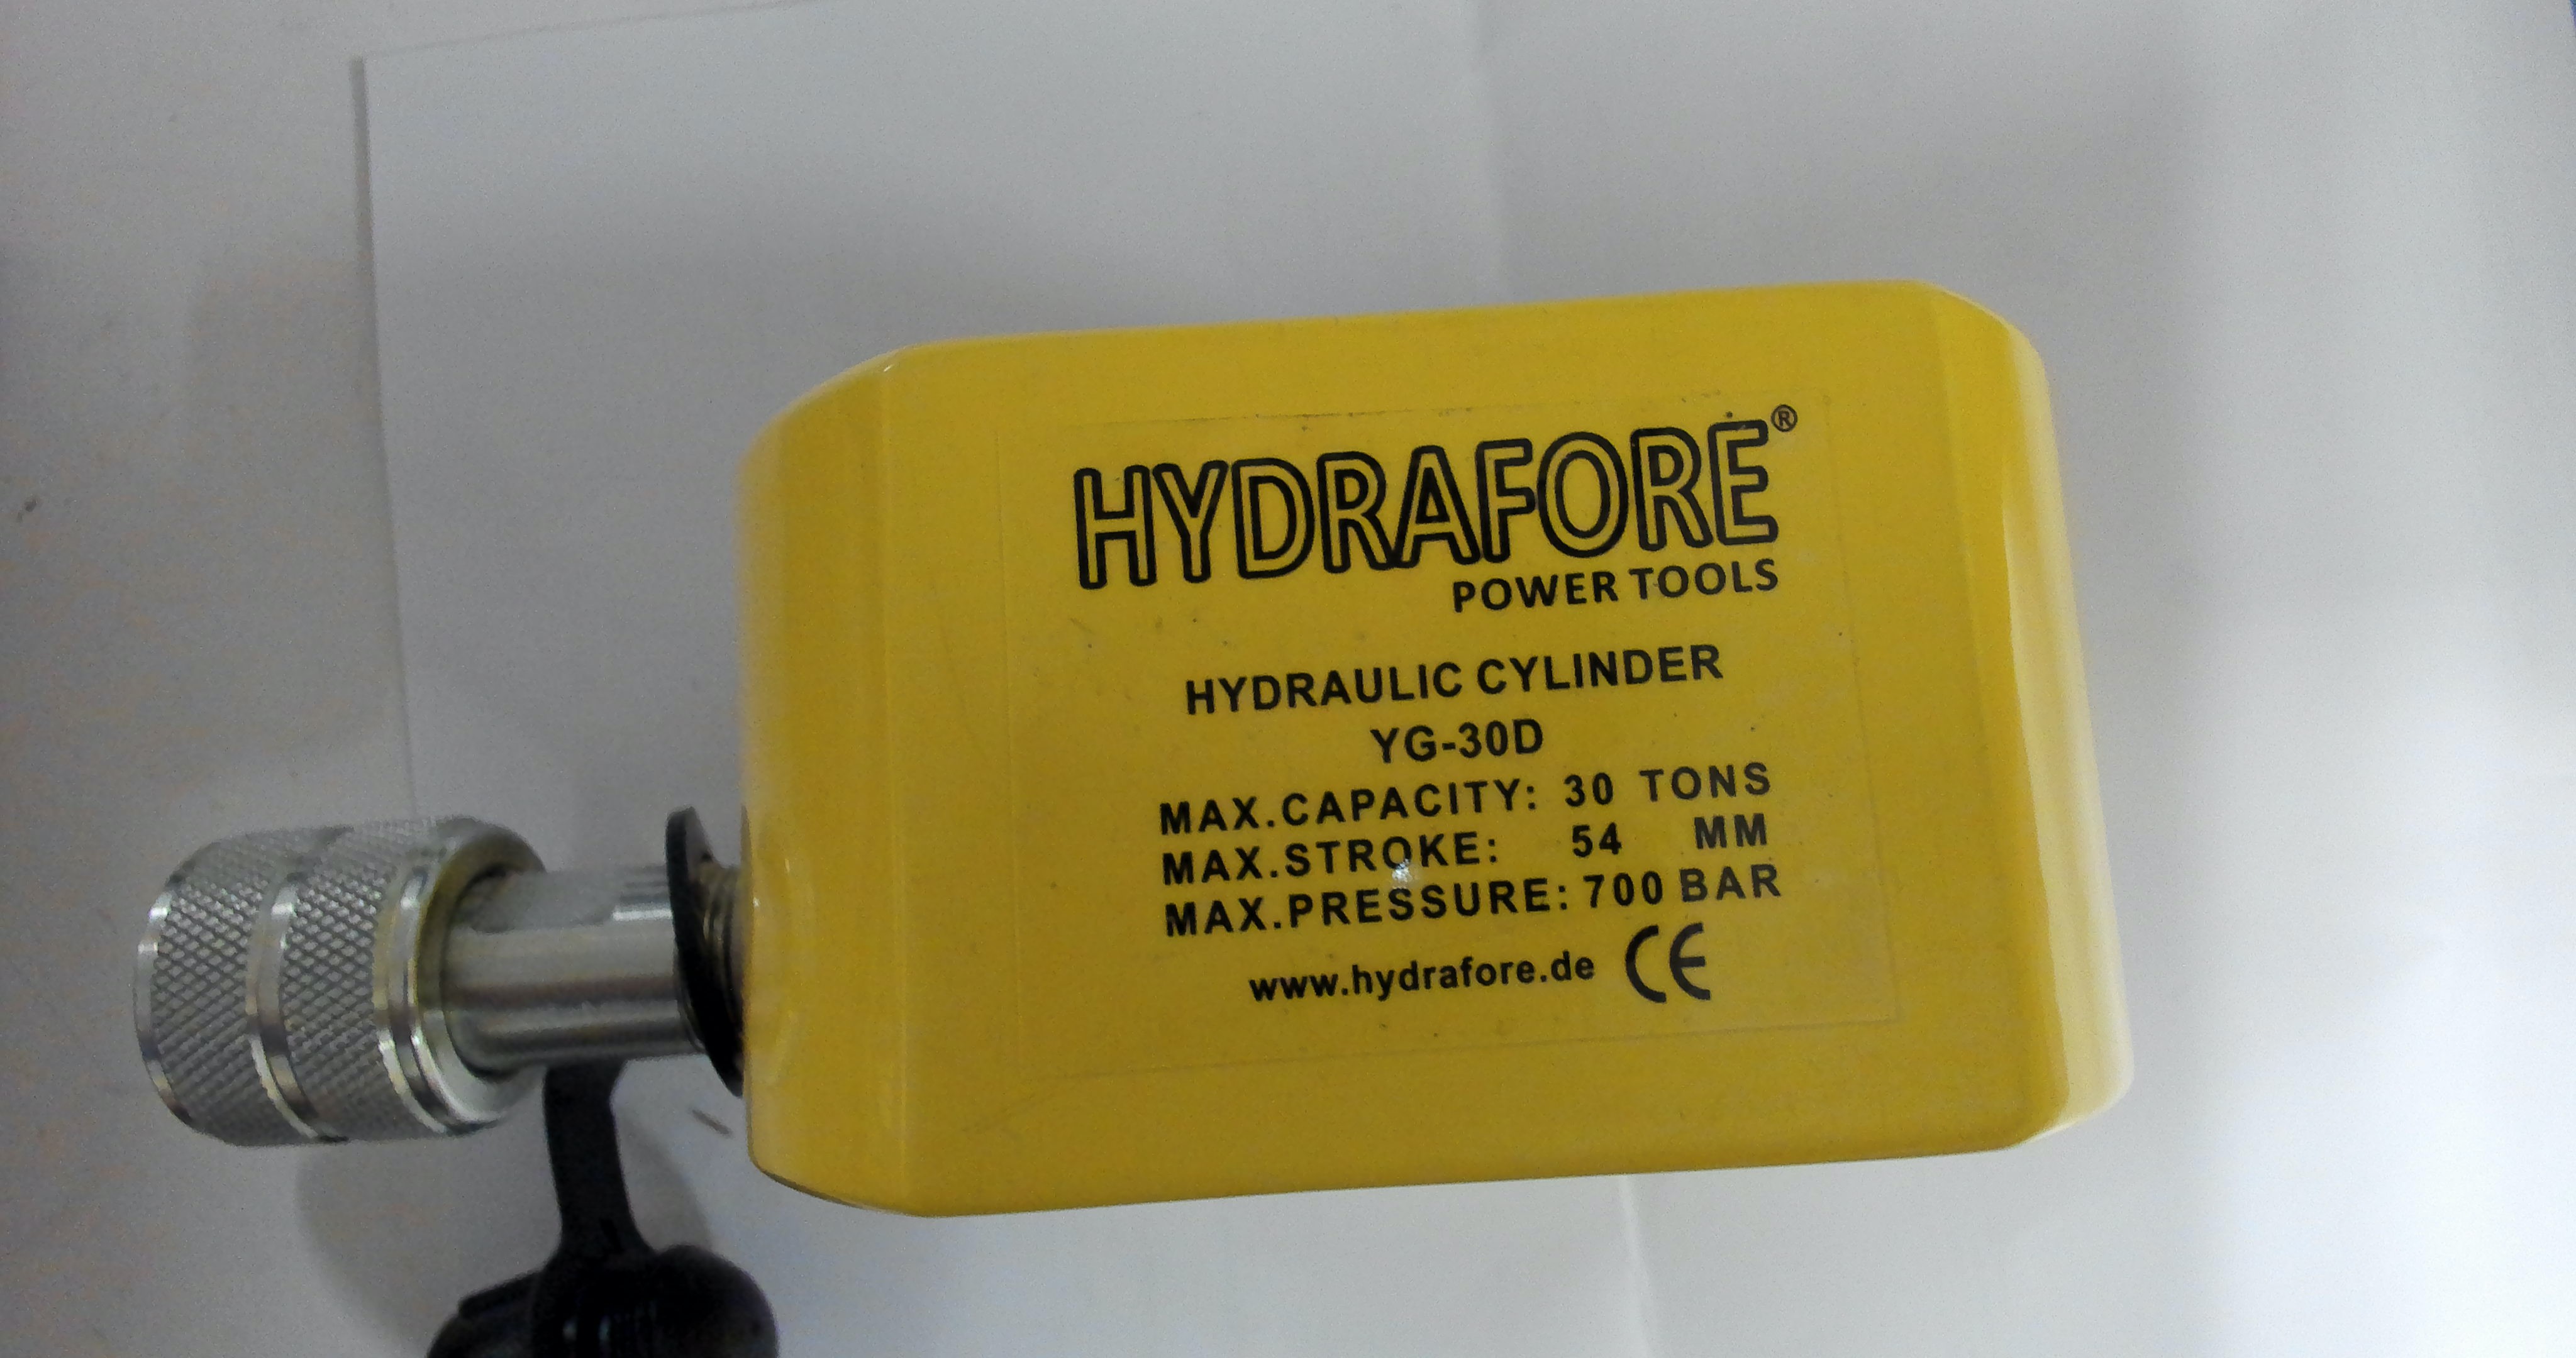 HYDRAFORE®
POWER TOOLS
HYDRAULIC CYLINDER
YG-30D
MAX.CAPACITY: 30 TONS
MAX.STROKE: 54 MM
MAX.PRESSURE: 700 BAR
www.hydrafore.de CE